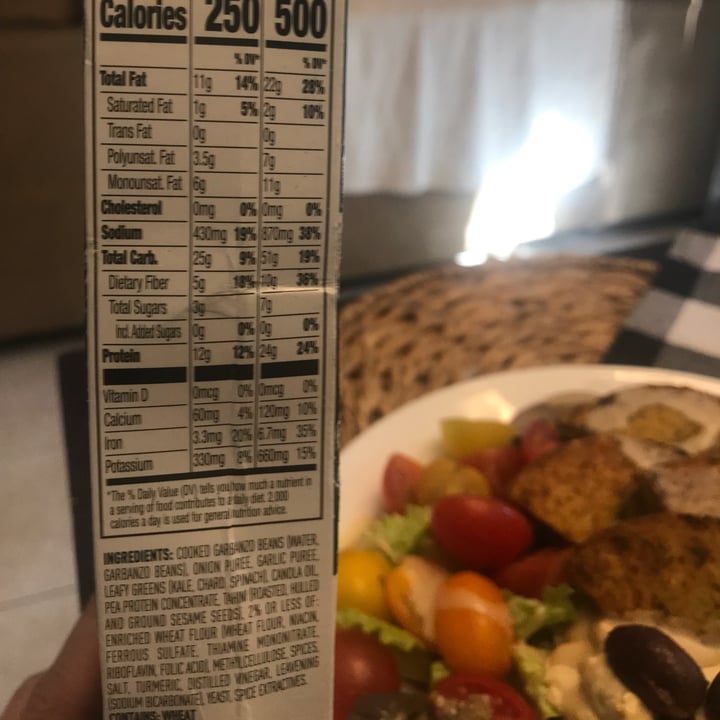 Calories 250 500
% DV* % DV*
Total Fat 11g 14% 22g 28%
Saturated Fat 1g 5% 2g 10%
Trans Fat 0g 0g
Polyunsat. Fat 3.5g 7g
Monounsat. Fat 6g 11g
Cholesterol 0mg 0% 0mg 0%
Sodium 430mg 19% 870mg 38%
Total Carb. 25g 9% 51g 19%
Dietary Fiber 5g 18% 10g 36%
Total Sugars 3g 7g
Incl. Added Sugars 0g 0% 0g 0%
Protein 12g 12% 24g 24%
Vitamin D 0mcg 0% 0mcg 0%
Calcium 60mg 4% 120mg 10%
Iron 3.3mg 20% 6.7mg 35%
Potassium 330mg 8% 660mg 15%
*The % Daily Value (DV) tells you how much a nutrient in
a serving of food contributes to a daily diet. 2,000
calories a day is used for general nutrition advice.
INGREDIENTS: COOKED GARBANZO BEANS (WATER,
GARBANZO BEANS), ONION PUREE, GARLIC PUREE,
LEAFY GREENS (KALE, CHARD, SPINACH), CANOLA OIL,
PEA PROTEIN CONCENTRATE, TAHINI (ROASTED, HULLED
AND GROUND SESAME SEEDS), 2% OR LESS OF:
ENRICHED WHEAT FLOUR (WHEAT FLOUR, NIACIN,
FERROUS SULFATE, THIAMINE MONONITRATE,
RIBOFLAVIN, FOLIC ACID), METHYLCELLULOSE, SPICES,
SALT, TURMERIC, DISTILLED VINEGAR, LEAVENING
(SODIUM BICARBONATE), YEAST, SPICE EXTRACTIVES.
CONTAINS: WHEAT